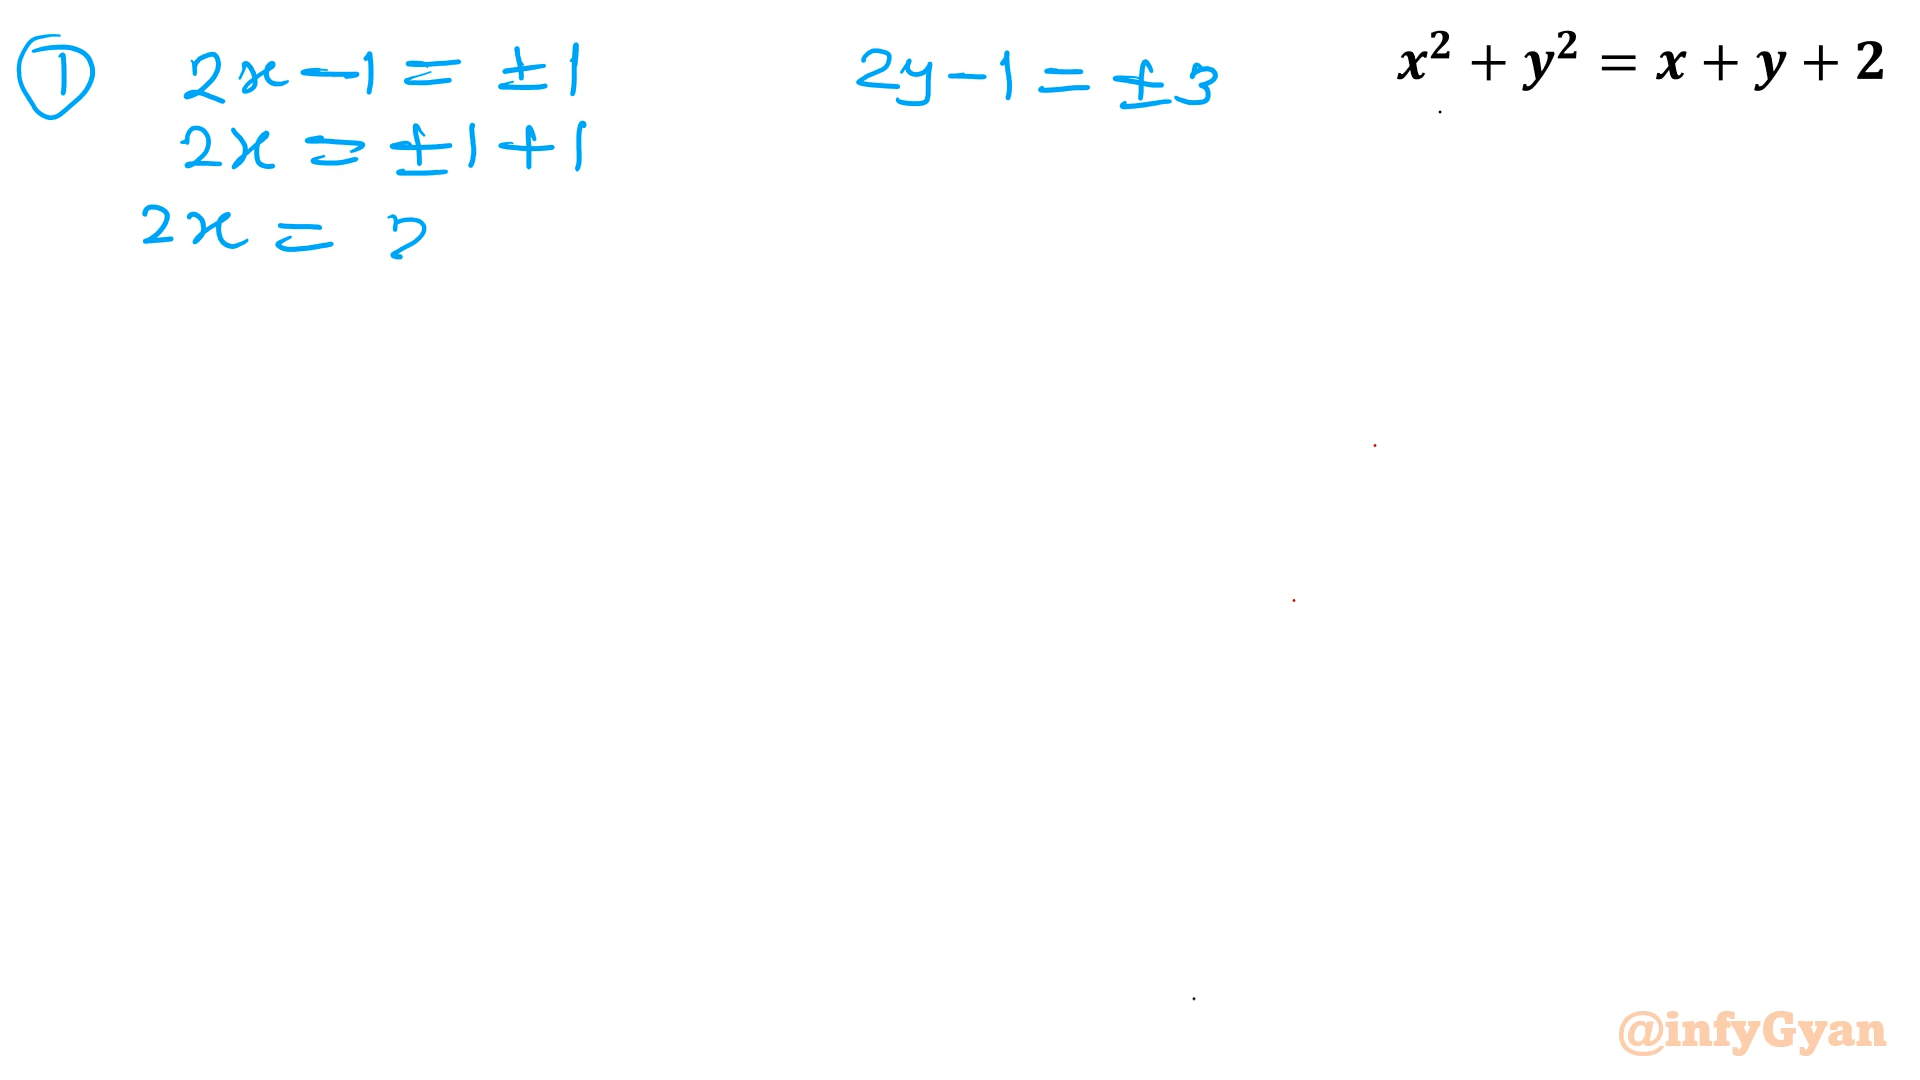 ① 2x - 1 = ±1
2x = ±1 + 1
2x =
2y - 1 = ±3
x² + y² = x + y + 2
@infyGyan